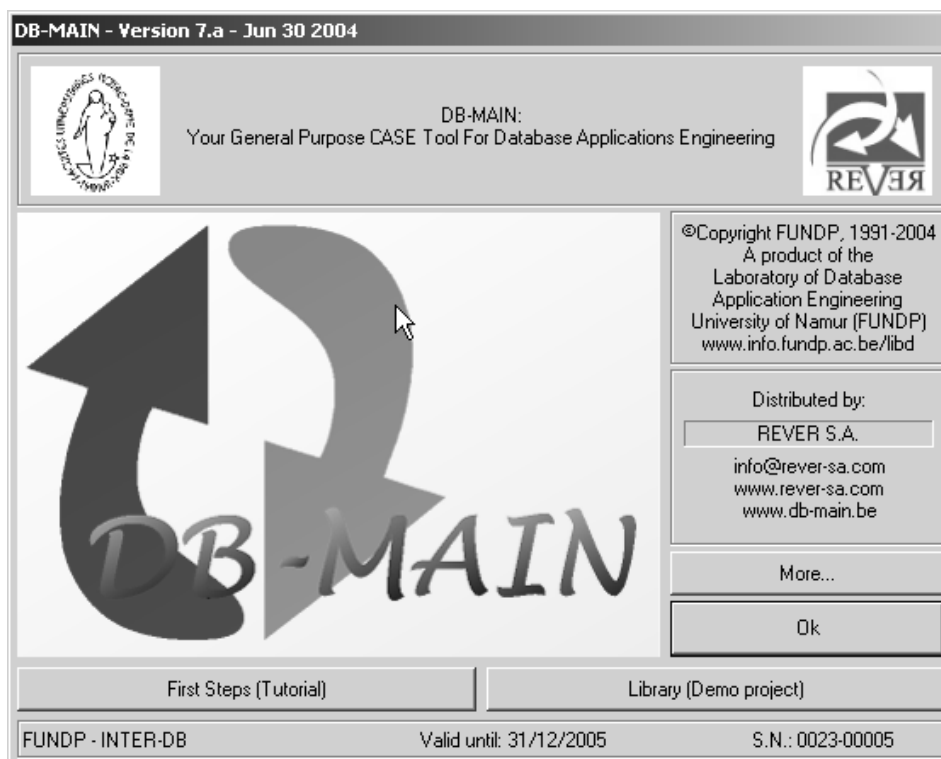 DB-MAIN - Version 7.a - Jun 30 2004
DB-MAIN:
Your General Purpose CASE Tool For Database Applications Engineering
REVER
DB-MAIN
©Copyright FUNDP, 1991-2004
A product of the
Laboratory of Database
Application Engineering
University of Namur (FUNDP)
www.info.fundp.ac.be/libd
Distributed by:
REVER S.A.
info@rever-sa.com
www.rever-sa.com
www.db-main.be
More...
Ok
First Steps (Tutorial)
Library (Demo project)
FUNDP - INTER-DB
Valid until: 31/12/2005
S.N.: 0023-00005